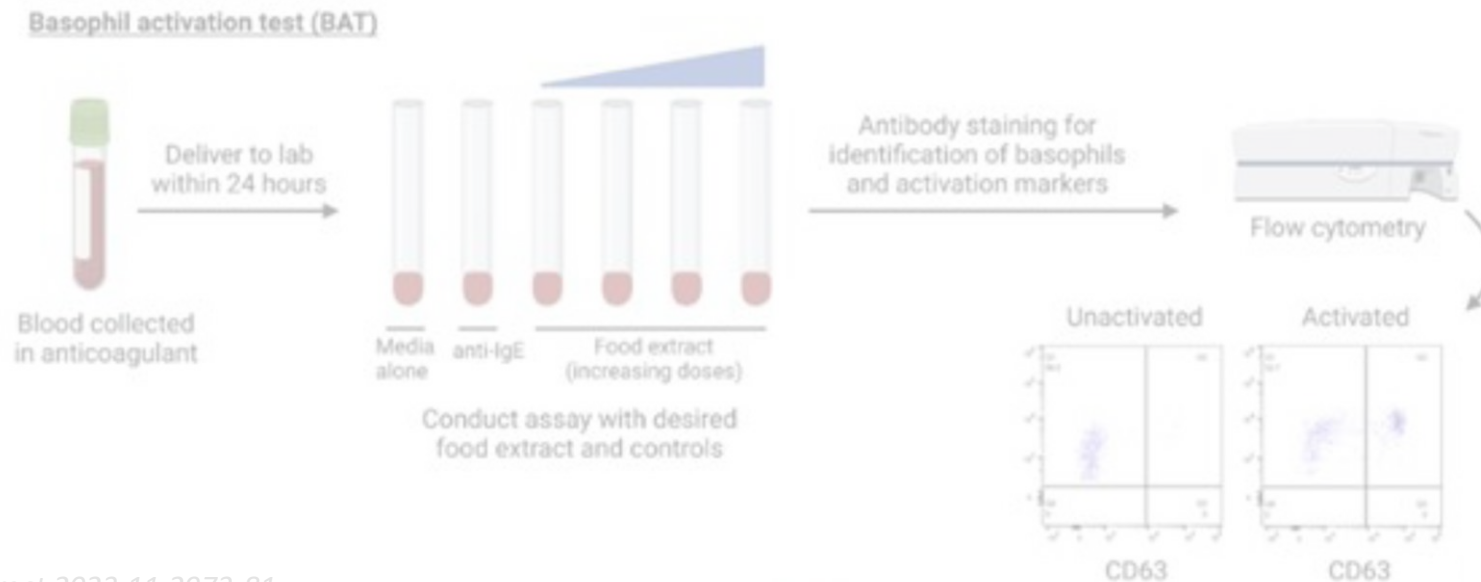 Basophil activation test (BAT)
Deliver to lab
within 24 hours
Blood collected
in anticoagulant
Media
alone
anti-IgE
Food extract
(increasing doses)
Conduct assay with desired
food extract and controls
Antibody staining for
identification of basophils
and activation markers
Flow cytometry
Unactivated
Activated
CD63
CD63